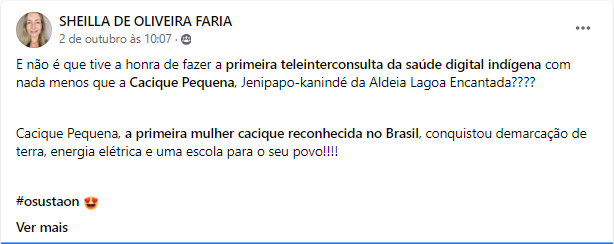 SHEILLA DE OLIVEIRA FARIA
2 de outubro às 10:07 ·
E não é que tive a honra de fazer a primeira teleinterconsulta da saúde digital indígena com
nada menos que a Cacique Pequena, Jenipapo-kanindé da Aldeia Lagoa Encantada????
Cacique Pequena, a primeira mulher cacique reconhecida no Brasil, conquistou demarcação de
terra, energia elétrica e uma escola para o seu povo!!!!
#osustaon 😍
Ver mais